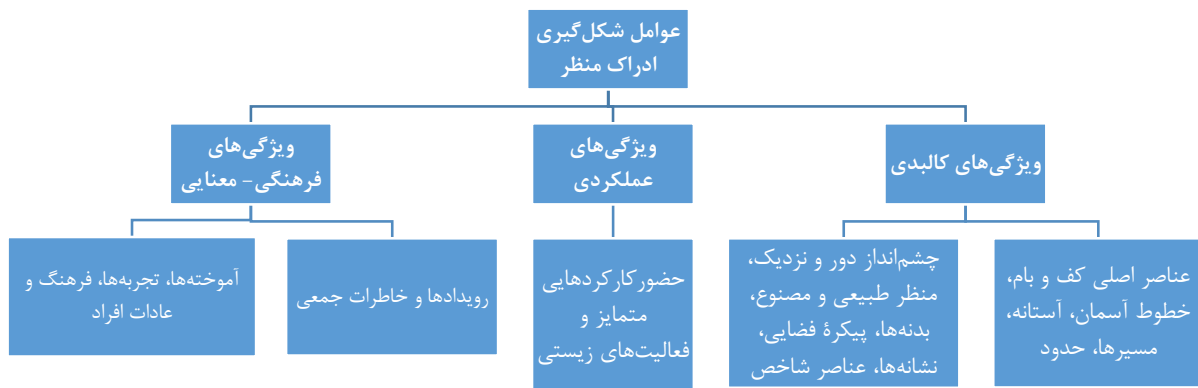 عوامل شکل‌گیری
ادراک منظر
ویژگی‌های کالبدی
ویژگی‌های
عملکردی
ویژگی‌های
فرهنگی- معنایی
عناصر اصلی کف و بام،
خطوط آسمان، آستانه،
مسیرها، حدود
چشم‌انداز دور و نزدیک،
منظر طبیعی و مصنوع،
بدنه‌ها، پیکرۀ فضایی،
نشانه‌ها، عناصر شاخص
حضورکارکردهایی
متمایز و
فعالیت‌های زیستی
رویدادها و خاطرات جمعی
آموخته‌ها، تجربه‌ها، فرهنگ و
عادات افراد